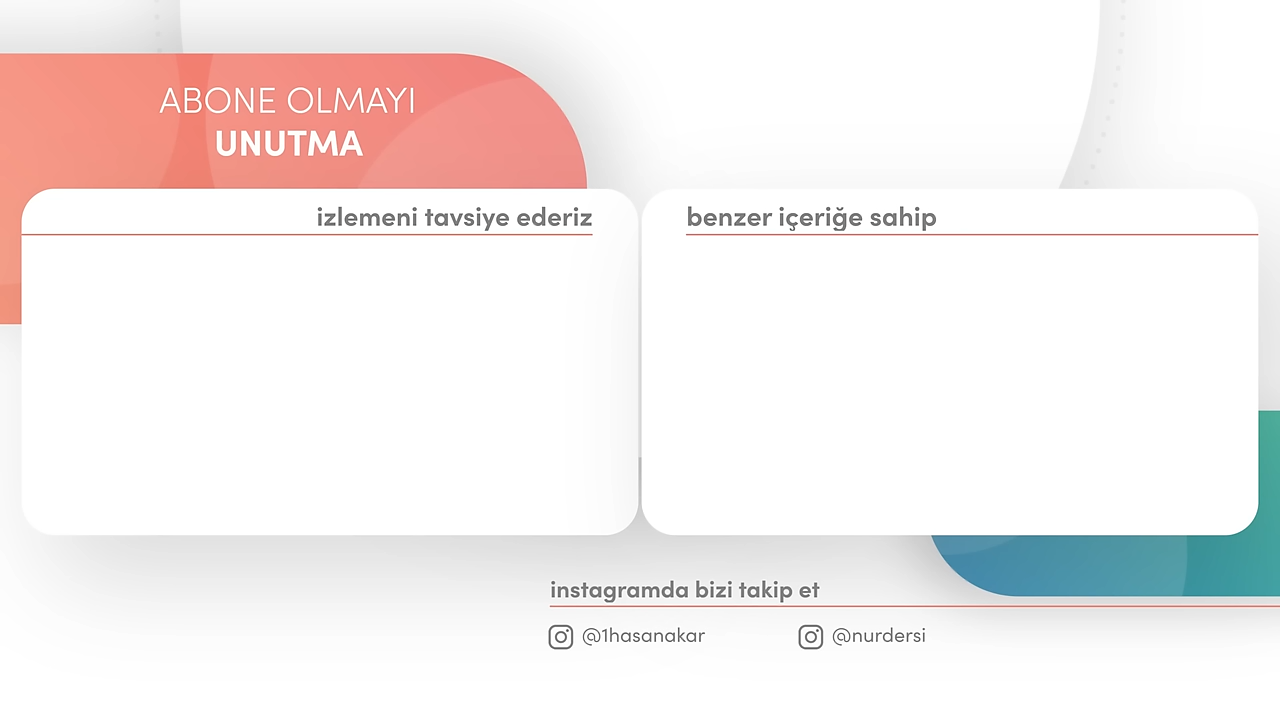 ABONE OLMAYI
UNUTMA
izlemeni tavsiye ederiz
benzer içeriğe sahip
instagramda bizi takip et
@1hasanakar
@nurdersi